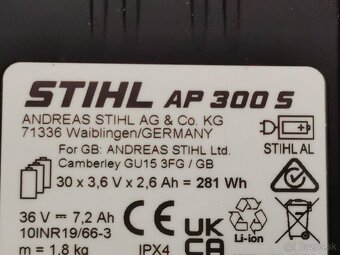 STIHL AP 300 S
ANDREAS STIHL AG & Co. KG
71336 Waiblingen/GERMANY
For GB: ANDREAS STIHL Ltd.
Camberley GU15 3FG / GB
STIHL AL
30 x 3,6 V x 2,6 Ah = 281 Wh
36 V ⎓ 7,2 Ah
10INR19/66-3
m = 1,8 kg
IPX4
CE
UK
CA
Li-ion